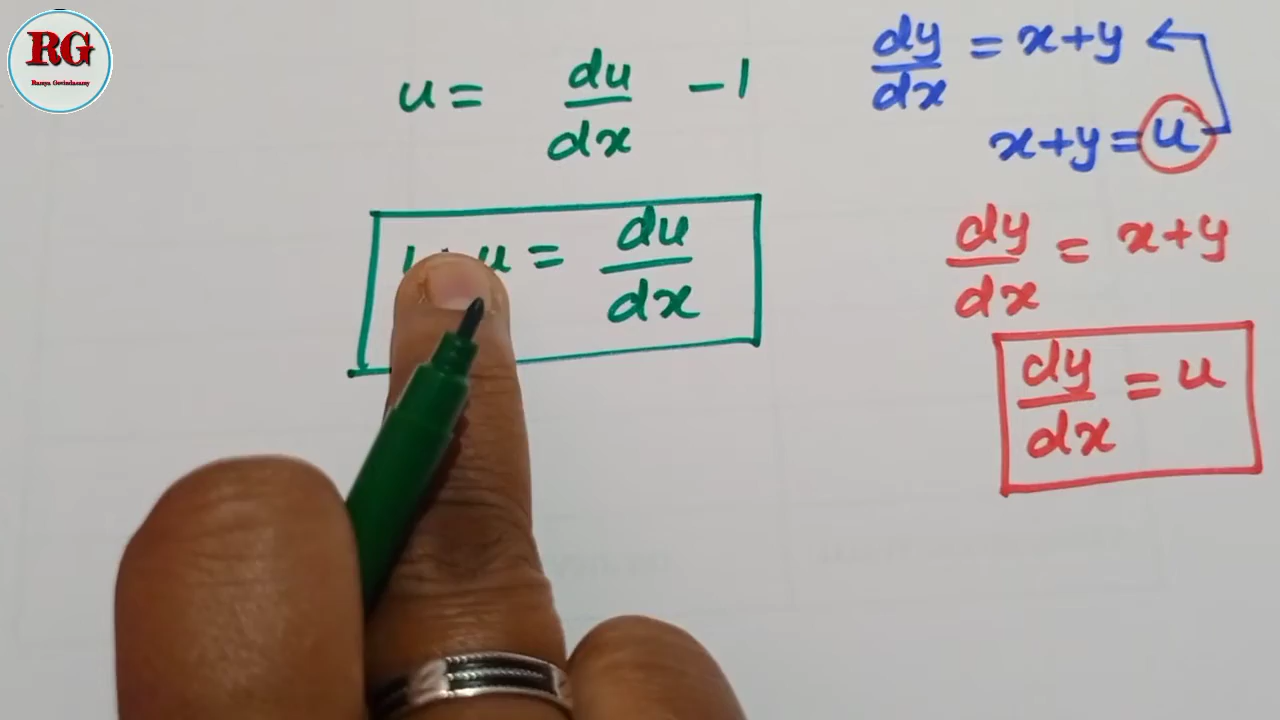 RG
Ramya Govindasamy
u = du/dx - 1
u = du/dx
dy/dx = x+y
x+y = u
dy/dx = x+y
dy/dx = u